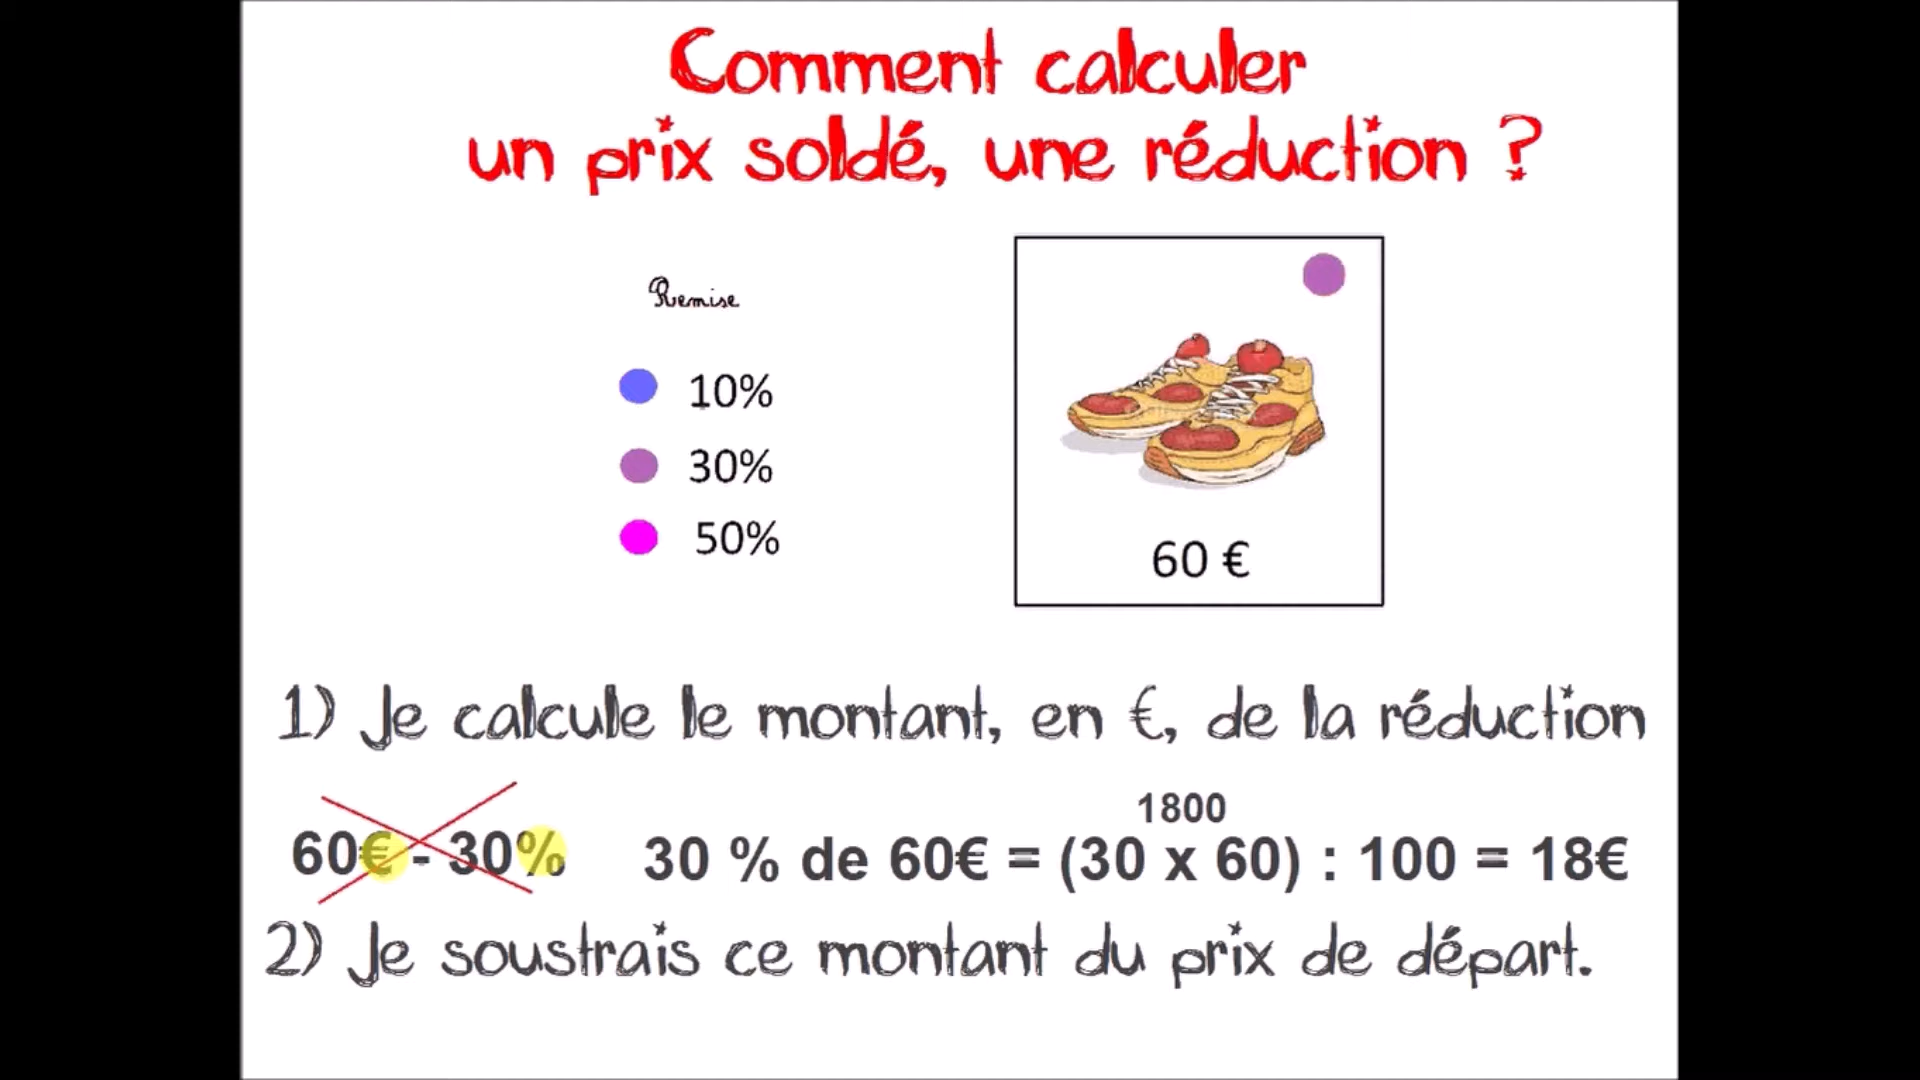 Comment calculer
un prix soldé, une réduction ?
Remise
10%
30%
50%
60 €
1) Je calcule le montant, en €, de la réduction
1800
60€ - 30%
30 % de 60€ = (30 x 60) : 100 = 18€
2) Je soustrais ce montant du prix de départ.